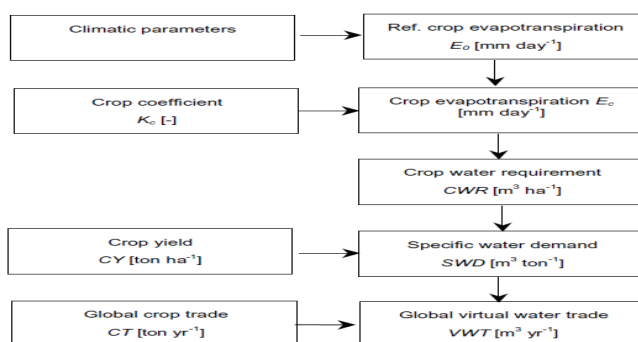 Climatic parameters
Ref. crop evapotranspiration
Eo [mm day⁻¹]
Crop coefficient
Kc [-]
Crop evapotranspiration Ec
[mm day⁻¹]
Crop water requirement
CWR [m³ ha⁻¹]
Crop yield
CY [ton ha⁻¹]
Specific water demand
SWD [m³ ton⁻¹]
Global crop trade
CT [ton yr⁻¹]
Global virtual water trade
VWT [m³ yr⁻¹]